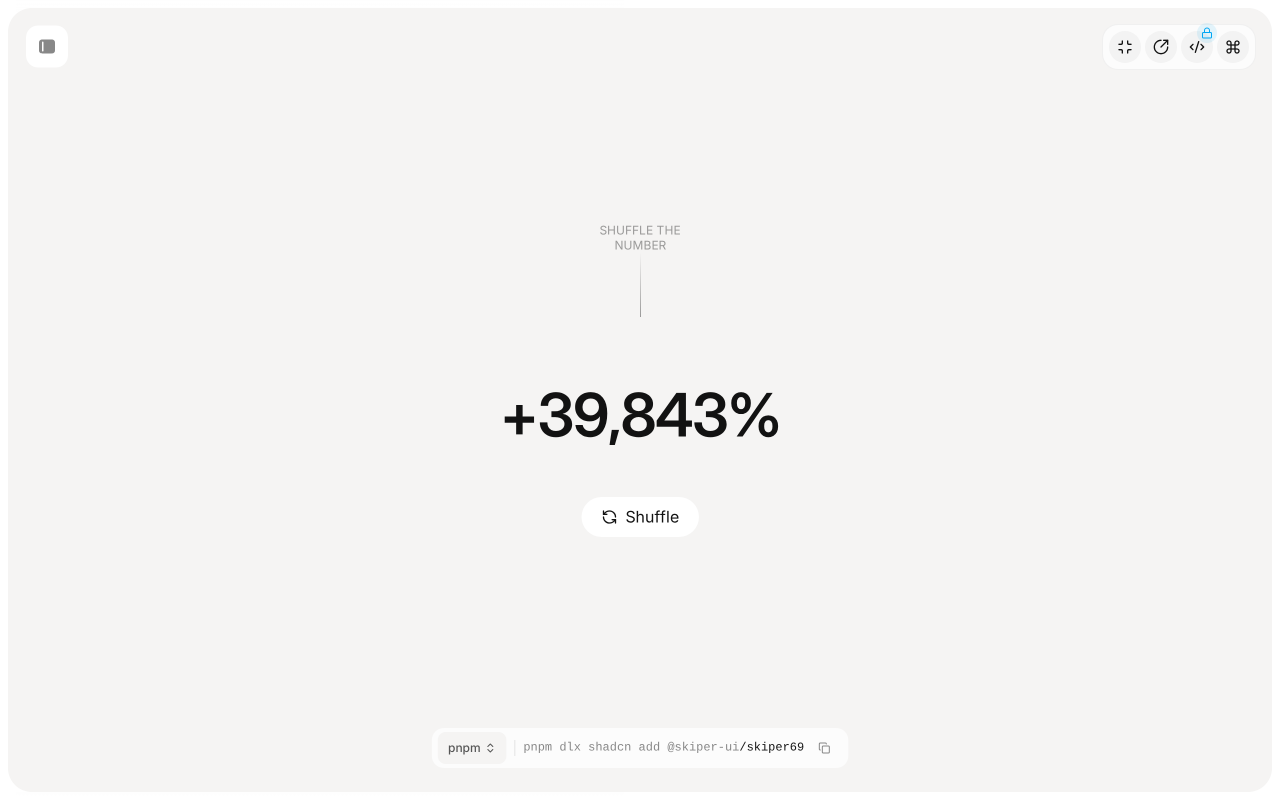 SHUFFLE THE
NUMBER
+39,843%
Shuffle
pnpm
pnpm dlx shadcn add @skiper-ui/skiper69